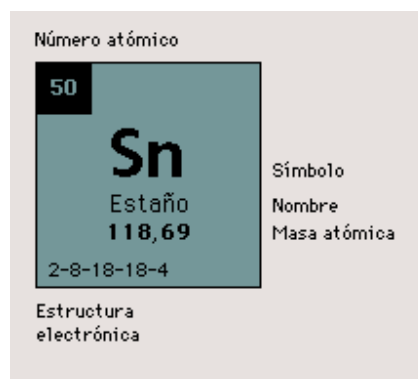 Número atómico
50
Sn
Símbolo
Estaño
Nombre
118,69
Masa atómica
2-8-18-18-4
Estructura
electrónica